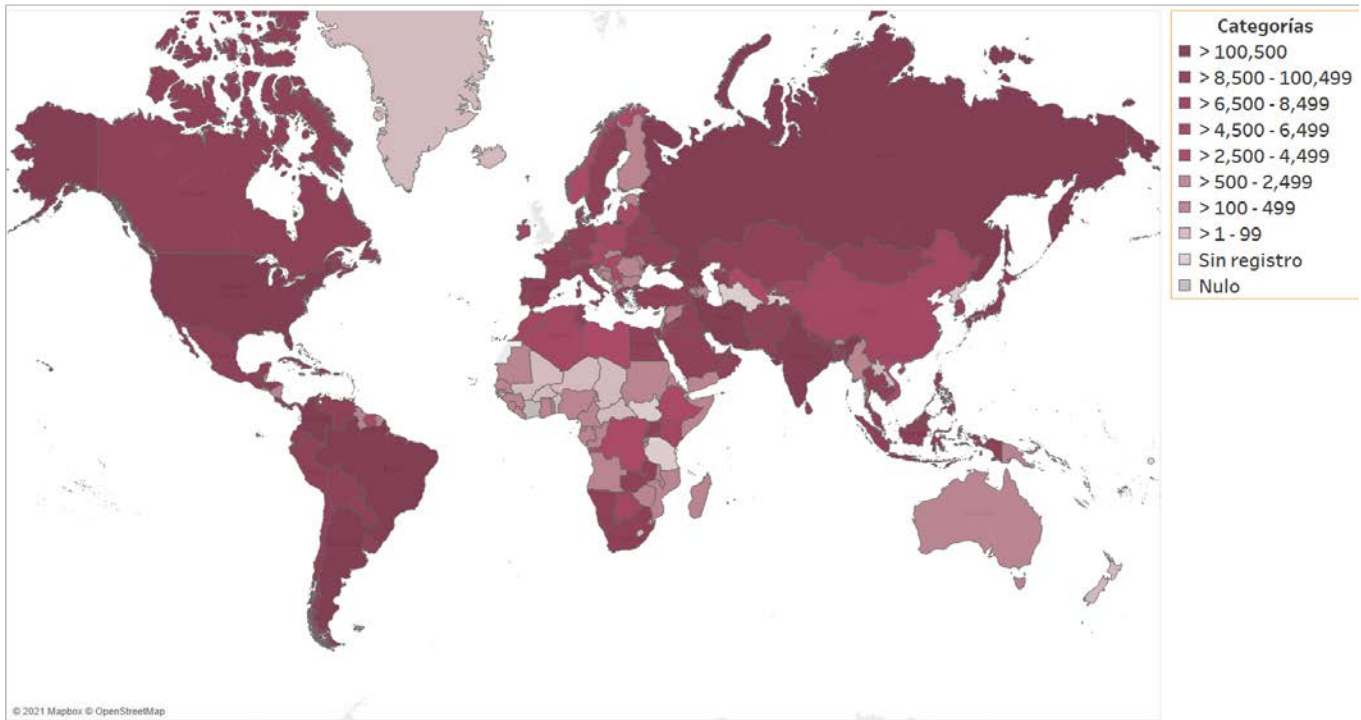 Categorías
> 100,500
> 8,500 - 100,499
> 6,500 - 8,499
> 4,500 - 6,499
> 2,500 - 4,499
> 500 - 2,499
> 100 - 499
> 1 - 99
Sin registro
Nulo
© 2021 Mapbox © OpenStreetMap